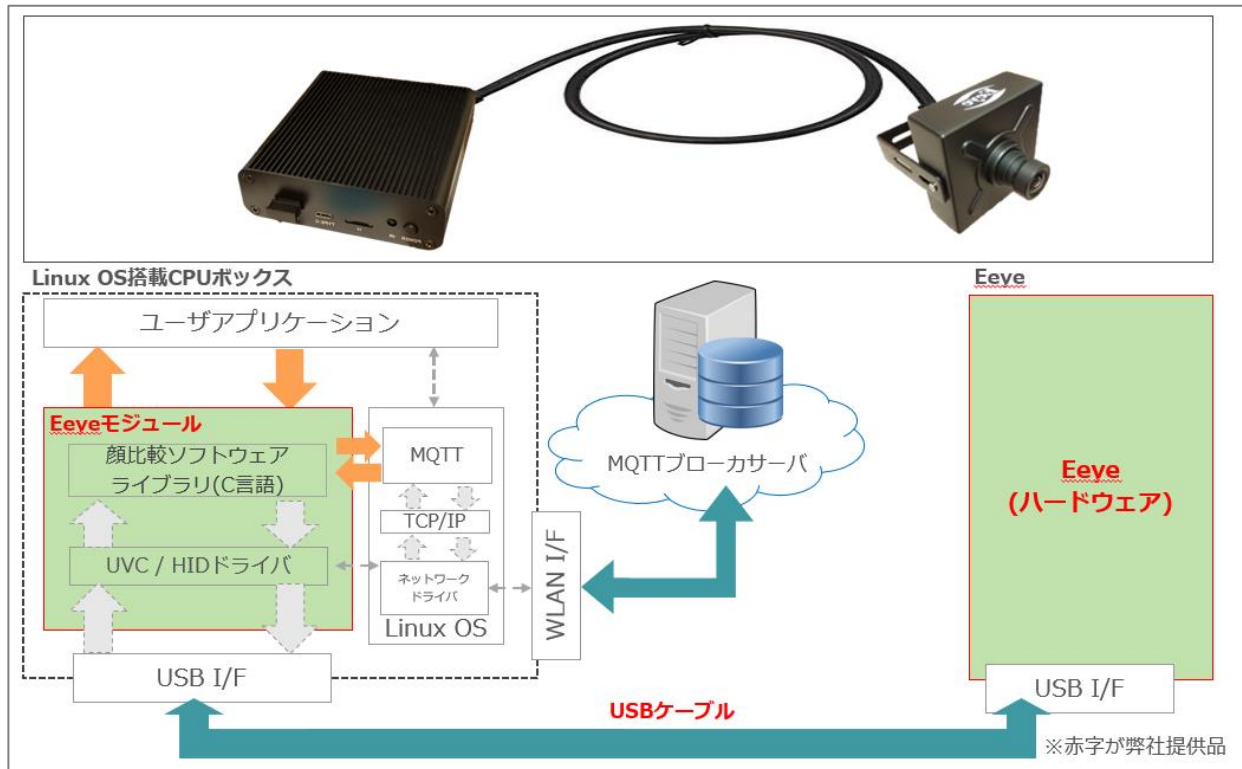 Linux OS搭載CPUボックス
Eeye
ユーザアプリケーション
Eeyeモジュール
顔比較ソフトウェア
ライブラリ(C言語)
MQTT
TCP/IP
UVC / HIDドライバ
ネットワーク
ドライバ
Linux OS
WLAN I/F
USB I/F
MQTTブローカサーバ
Eeye
(ハードウェア)
USB I/F
USBケーブル
※赤字が弊社提供品